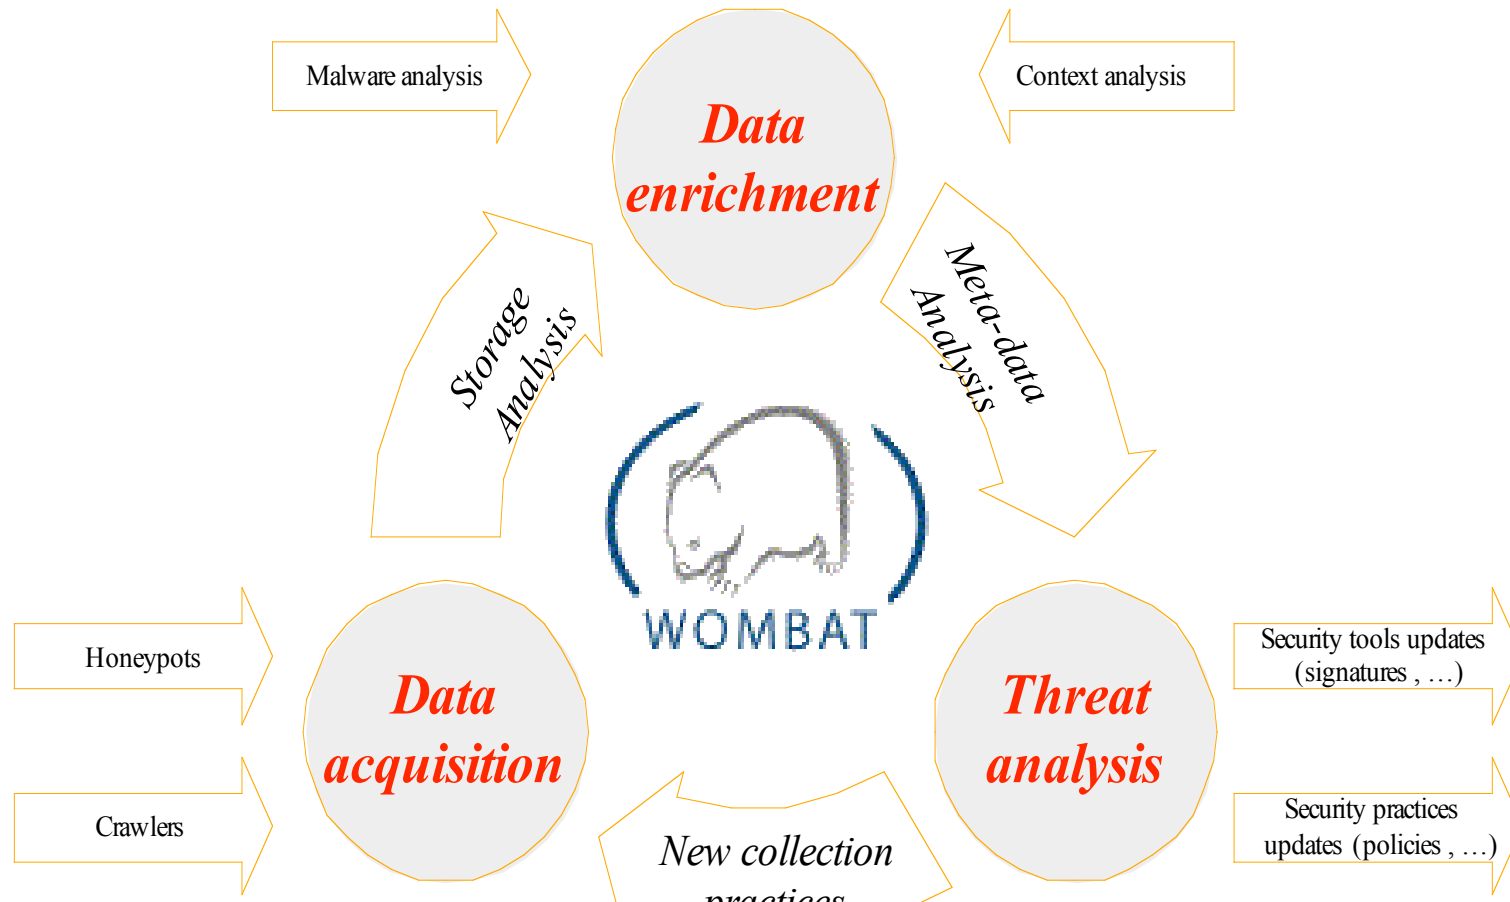 Malware analysis
Context analysis
Data
enrichment
Storage
Analysis
Meta-data
Analysis
WOMBAT
Honeypots
Crawlers
Data
acquisition
Threat
analysis
Security tools updates
(signatures , …)
Security practices
updates (policies , …)
New collection
practices